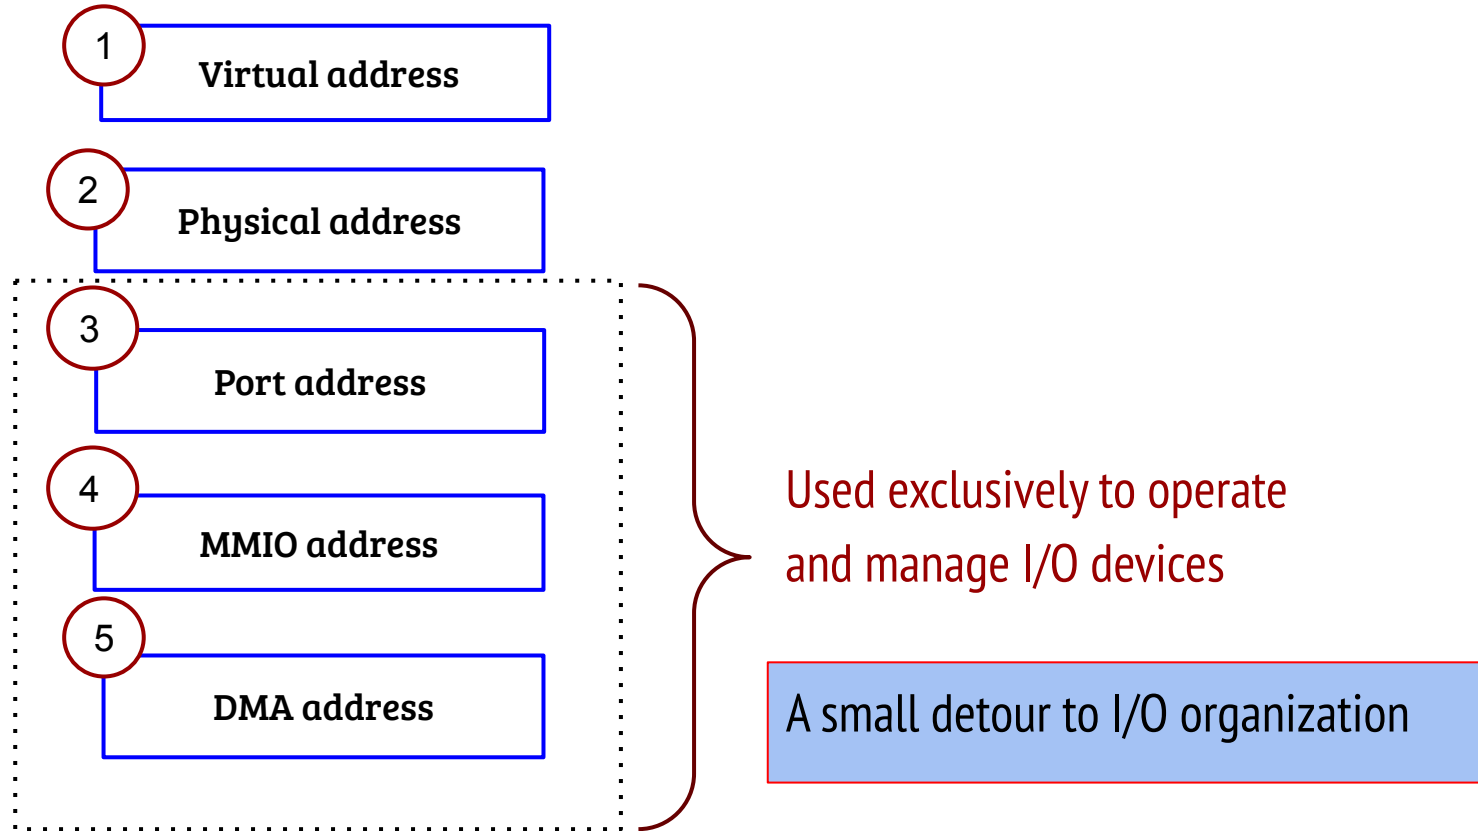 1
Virtual address
2
Physical address
3
Port address
4
MMIO address
5
DMA address
Used exclusively to operate
and manage I/O devices
A small detour to I/O organization